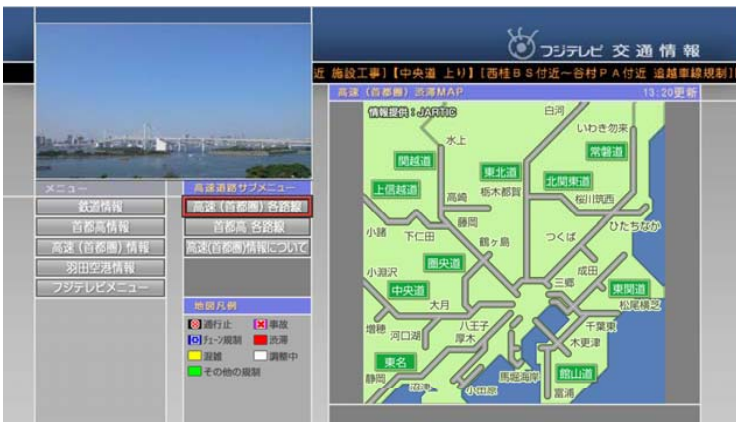 フジテレビ 交通情報
近 施設工事】【中央道 上り】[西桂BS付近〜谷村PA付近 追越車線規制]
高速（首都圏）渋滞MAP 13:20更新
情報提供：JARTIC
白河
いわき勿来
水上
常磐道
関越道
東北道
北関東道
上信越道
高崎
栃木都賀
桜川筑西
小諸
下仁田
藤岡
鶴ヶ島
つくば
ひたちなか
小淵沢
圏央道
三郷
成田
中央道
東関道
大月
松尾横芝
増穂
河口湖
八王子
厚木
千葉東
木更津
東名
静岡
沼津
小田原
馬堀海岸
館山道
富浦
メニュー
鉄道情報
首都高情報
高速（首都圏）情報
羽田空港情報
フジテレビメニュー
高速道路サブメニュー
高速（首都圏）各路線
首都高 各路線
高速(首都圏)情報について
地図凡例
通行止
事故
チェーン規制
渋滞
混雑
調整中
その他の規制